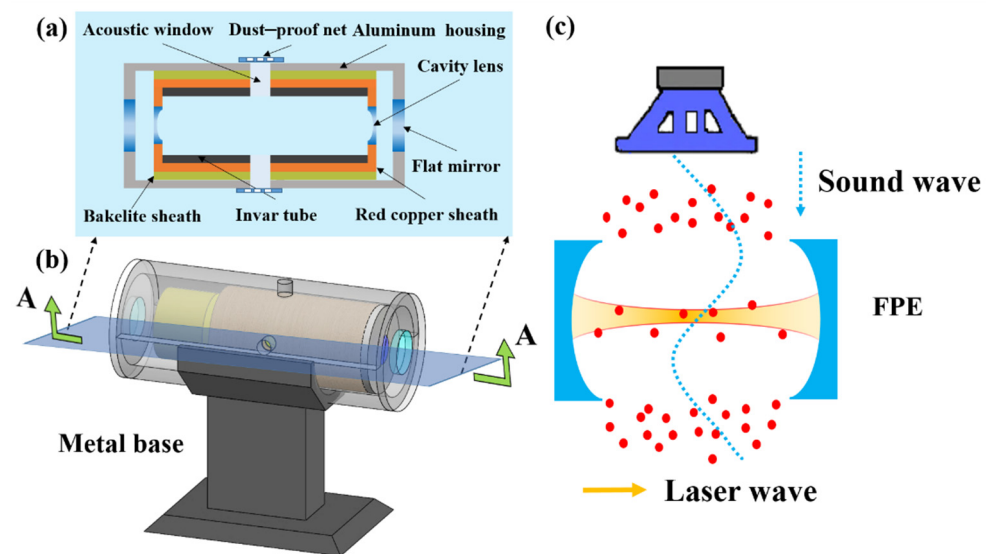 (a)
Acoustic window
Dust−proof net
Aluminum housing
Cavity lens
Flat mirror
Bakelite sheath
Invar tube
Red copper sheath
(b)
A
A
Metal base
(c)
Sound wave
FPE
Laser wave